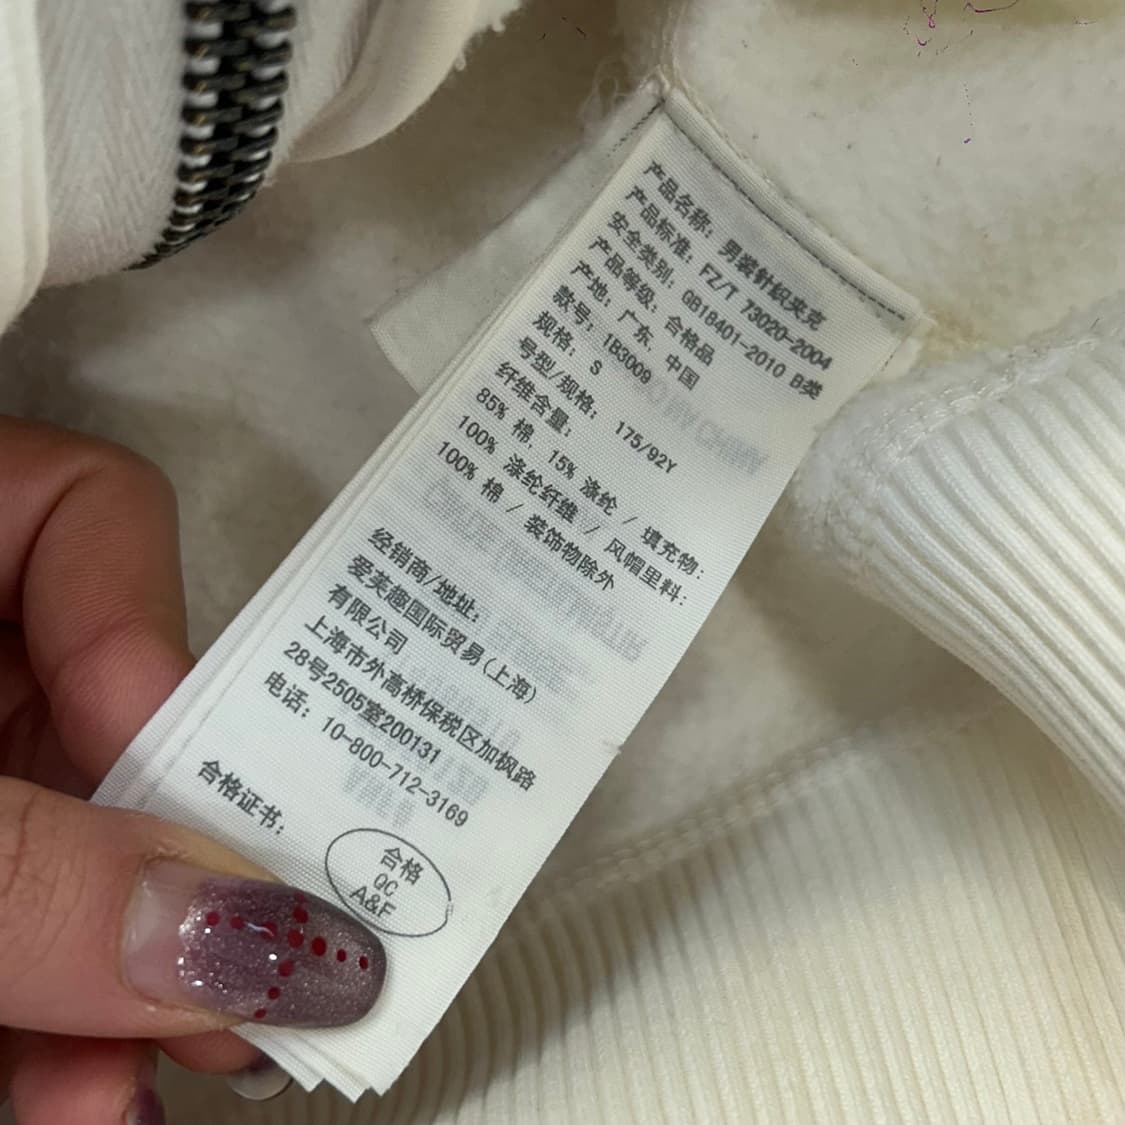 产品名称: 男装针织夹克
产品标准: FZ/T 73020-2004
安全类别: GB18401-2010 B类
产品等级: 合格品
产地: 广东, 中国
款号: 183009
规格: S
号型/规格: 175/92Y
纤维含量:
85% 棉, 15% 涤纶 / 填充物:
100% 涤纶纤维 / 风帽里料:
100% 棉 / 装饰物除外
经销商/地址:
爱美趣国际贸易(上海)
有限公司
上海市外高桥保税区加枫路
28号2505室200131
电话: 10-800-712-3169
合格证书:
合格
QC
A&F